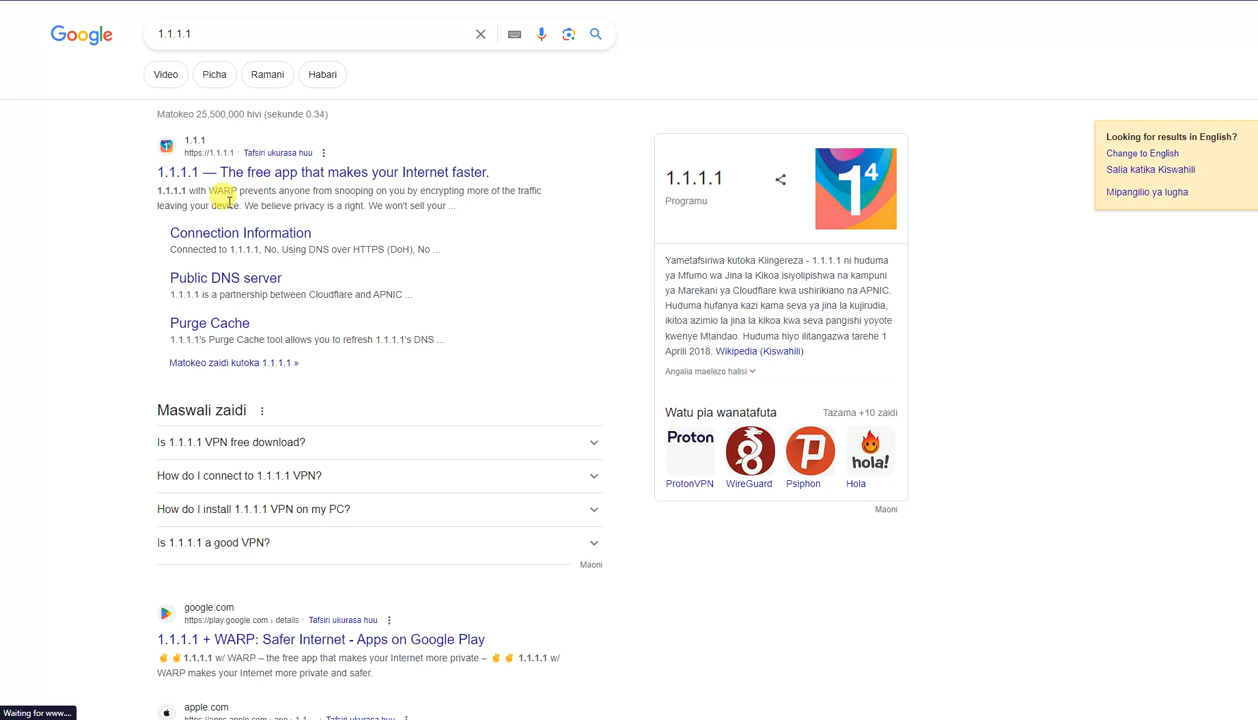 Google
1.1.1.1
Video
Picha
Ramani
Habari
Matokeo 25,500,000 hivi (sekunde 0.34)
1.1.1
https://1.1.1.1 · Tafsiri ukurasa huu
1.1.1.1 — The free app that makes your Internet faster.
1.1.1.1 with WARP prevents anyone from snooping on you by encrypting more of the traffic
leaving your device. We believe privacy is a right. We won't sell your ...
Connection Information
Connected to 1.1.1.1, No. Using DNS over HTTPS (DoH), No ...
Public DNS server
1.1.1.1 is a partnership between Cloudflare and APNIC ...
Purge Cache
1.1.1.1's Purge Cache tool allows you to refresh 1.1.1.1's DNS ...
Matokeo zaidi kutoka 1.1.1.1 »
Maswali zaidi
Is 1.1.1.1 VPN free download?
How do I connect to 1.1.1.1 VPN?
How do I install 1.1.1.1 VPN on my PC?
Is 1.1.1.1 a good VPN?
Maoni
google.com
https://play.google.com › details · Tafsiri ukurasa huu
1.1.1.1 + WARP: Safer Internet - Apps on Google Play
✌✌1.1.1.1 w/ WARP – the free app that makes your Internet more private – ✌✌ 1.1.1.1 w/
WARP makes your Internet more private and safer.
apple.com
https://apps.apple.com › app › 1-1... · Tafsiri ukurasa huu
1.1.1.1
Programu
1⁴
Yametafsiriwa kutoka Kiingereza - 1.1.1.1 ni huduma
ya Mfumo wa Jina la Kikoa isiyolipishwa na kampuni
ya Marekani ya Cloudflare kwa ushirikiano na APNIC.
Huduma hufanya kazi kama seva ya jina la kujirudia,
ikitoa azimio la jina la kikoa kwa seva pangishi yoyote
kwenye Mtandao. Huduma hiyo ilitangazwa tarehe 1
Aprili 2018. Wikipedia (Kiswahili)
Angalia maelezo halisi
Watu pia wanatafuta
Tazama +10 zaidi
Proton
hola!
ProtonVPN
WireGuard
Psiphon
Hola
Maoni
Looking for results in English?
Change to English
Salia katika Kiswahili
Mipangilio ya lugha
Waiting for www....